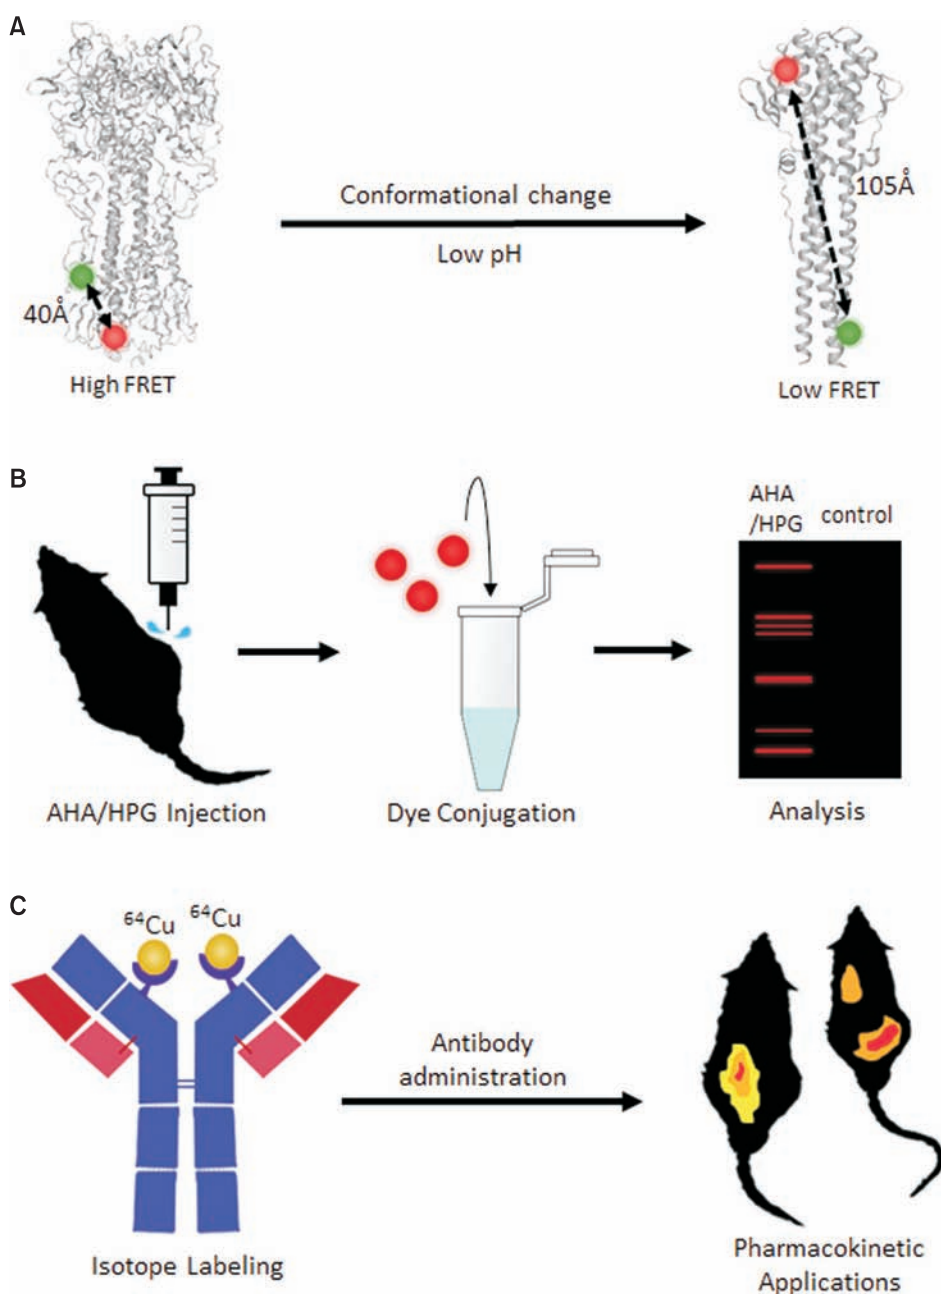 A
Conformational change
Low pH
40Å
105Å
High FRET
Low FRET
B
AHA
/HPG
control
AHA/HPG Injection
Dye Conjugation
Analysis
C
⁶⁴Cu
⁶⁴Cu
Antibody
administration
Isotope Labeling
Pharmacokinetic
Applications